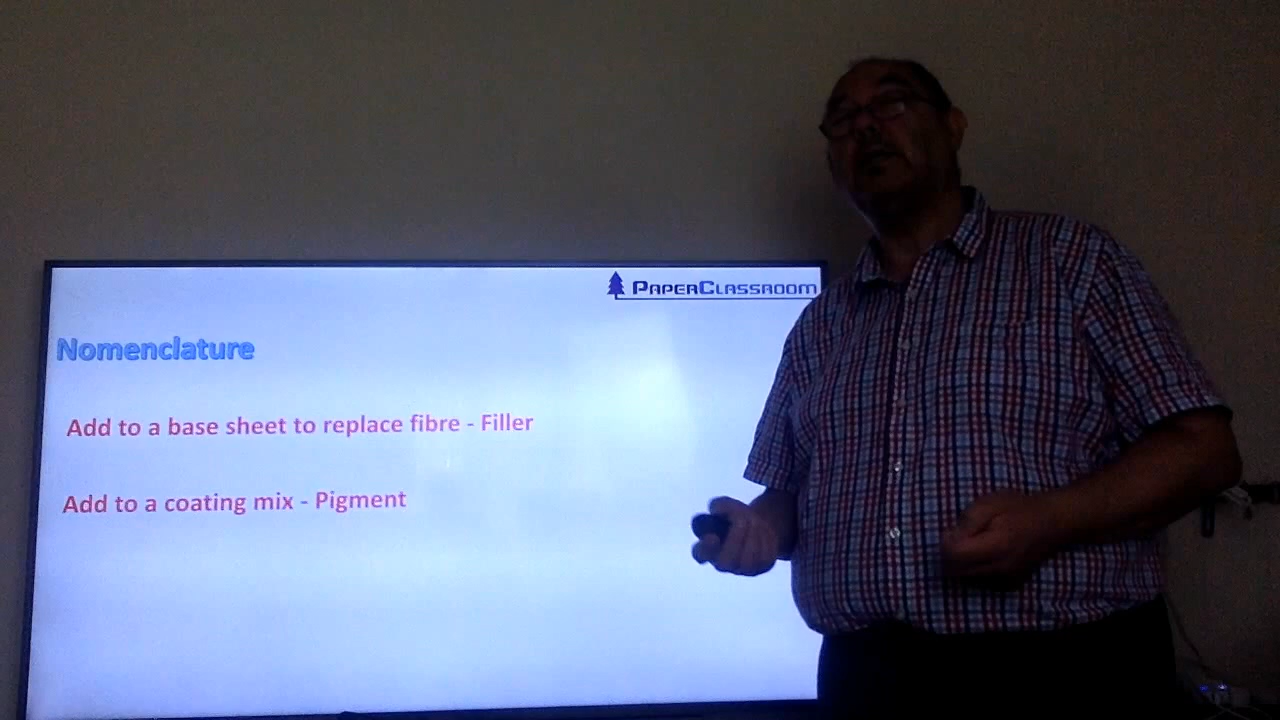 PaperClassroom
Nomenclature
Add to a base sheet to replace fibre - Filler
Add to a coating mix - Pigment